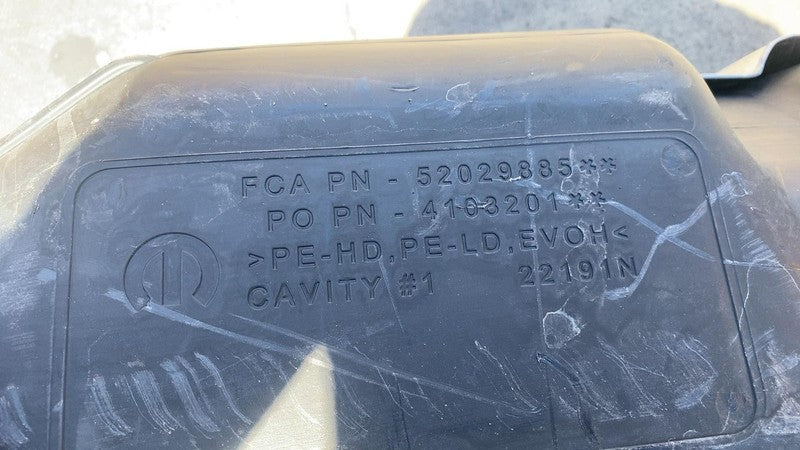 FCA PN - 52029885**
PO PN - 4103201**
>PE-HD, PE-LD, EVOH<
CAVITY #1 22191N